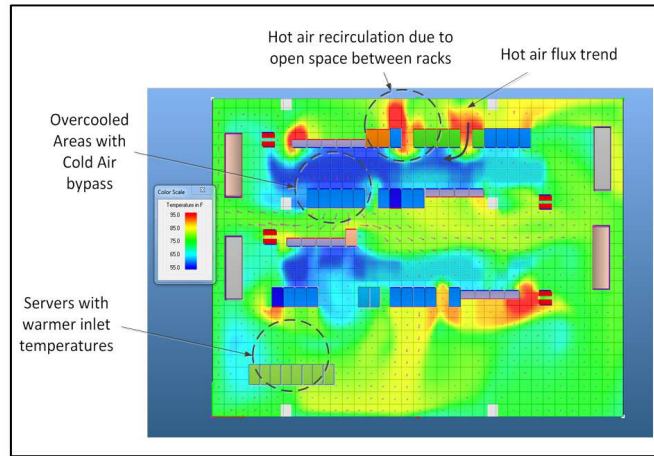 Hot air recirculation due to
open space between racks
Hot air flux trend
Overcooled
Areas with
Cold Air
bypass
Color Scale
Temperature in F
95.0
85.0
75.0
65.0
55.0
Servers with
warmer inlet
temperatures